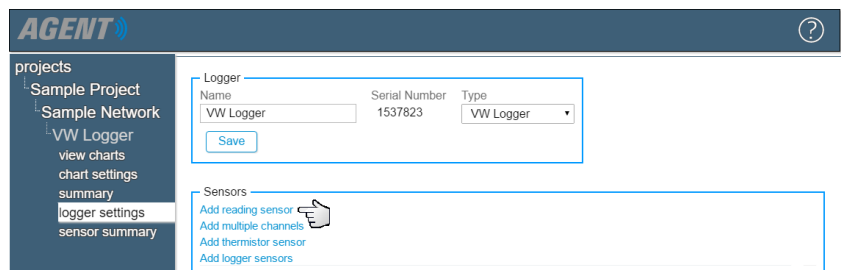 AGENT
?
projects
Sample Project
Sample Network
VW Logger
view charts
chart settings
summary
logger settings
sensor summary
Logger
Name Serial Number Type
VW Logger 1537823 VW Logger
Save
Sensors
Add reading sensor
Add multiple channels
Add thermistor sensor
Add logger sensors